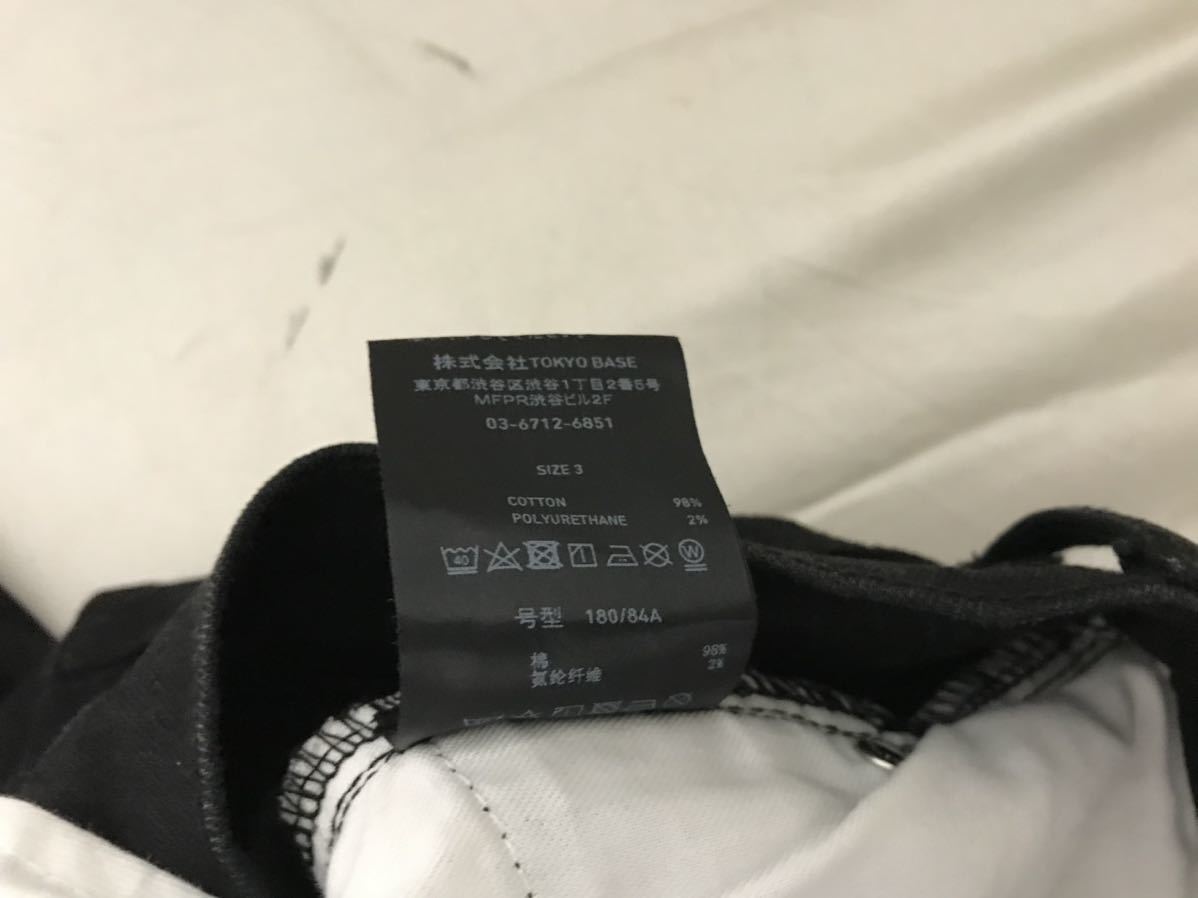 株式会社TOKYO BASE
東京都渋谷区渋谷1丁目2番5号
MFPR渋谷ビル2F
03-6712-6851
SIZE 3
COTTON 98%
POLYURETHANE 2%
40 W
号型 180/84A
棉 98%
氨纶纤维 2%